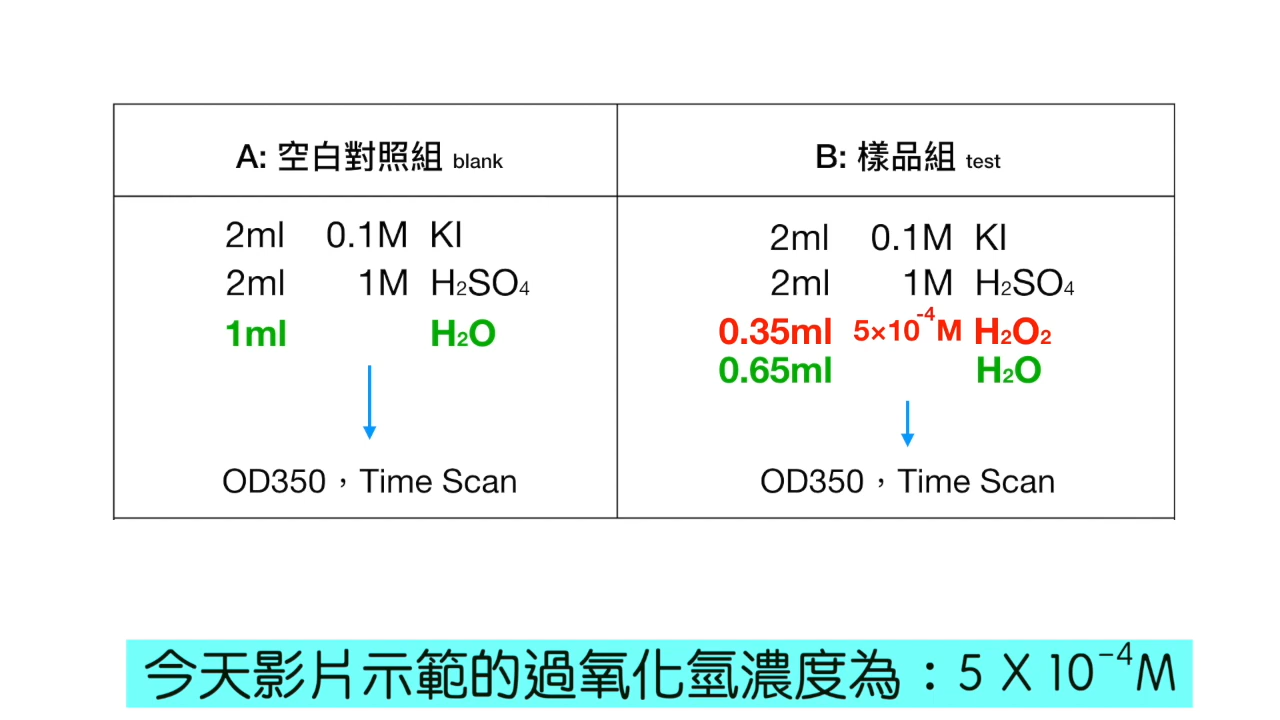 A: 空白對照組 blank
2ml 0.1M KI
2ml 1M H₂SO₄
1ml H₂O
OD350，Time Scan
B: 樣品組 test
2ml 0.1M KI
2ml 1M H₂SO₄
0.35ml 5×10⁻⁴M H₂O₂
0.65ml H₂O
OD350，Time Scan
今天影片示範的過氧化氫濃度為：5 X 10⁻⁴M